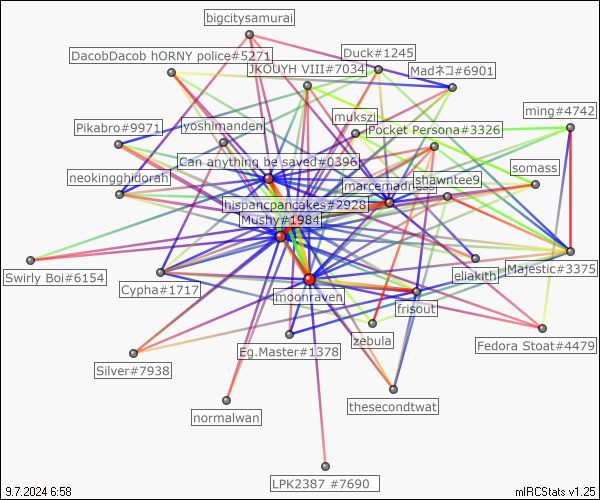 bigcitysamurai
DacobDacob hORNY police#5271
Duck#1245
JKOUYH VIII#7034
Madネコ#6901
mukszi
ming#4742
Pikabro#9971
yoshimanden
Pocket Persona#3326
Can anything be saved#0396
somass
neokingghidorah
marcemadness
shawntee9
hispancpancakes#2928
Mushy#1984
Swirly Boi#6154
Cypha#1717
moonraven
eliakith
Majestic#3375
frisout
zebula
Eg.Master#1378
Fedora Stoat#4479
Silver#7938
normalwan
thesecondtwat
LPK2387 #7690
9.7.2024 6:58
mIRCStats v1.25